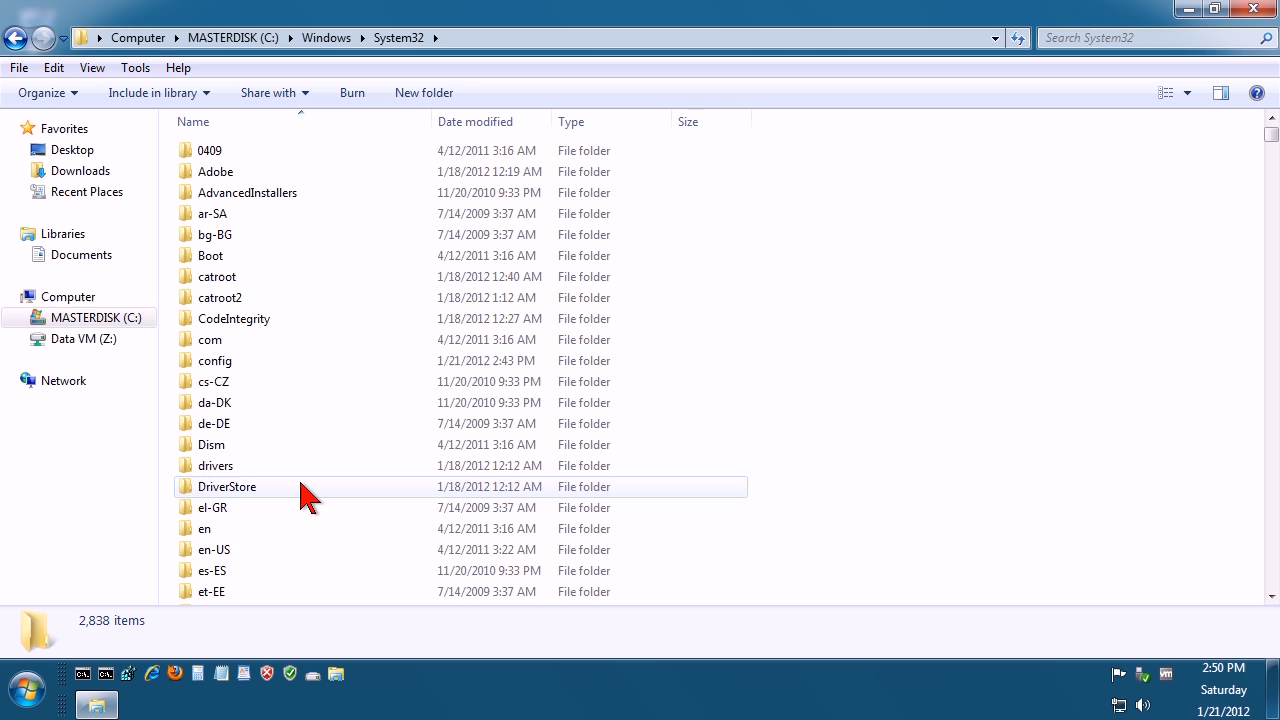 Computer MASTERDISK (C:) Windows System32 Search System32
File Edit View Tools Help
Organize Include in library Share with Burn New folder
Favorites
Desktop
Downloads
Recent Places
Libraries
Documents
Computer
MASTERDISK (C:)
Data VM (Z:)
Network
Name Date modified Type Size
0409 4/12/2011 3:16 AM File folder
Adobe 1/18/2012 12:19 AM File folder
AdvancedInstallers 11/20/2010 9:33 PM File folder
ar-SA 7/14/2009 3:37 AM File folder
bg-BG 7/14/2009 3:37 AM File folder
Boot 4/12/2011 3:16 AM File folder
catroot 1/18/2012 12:40 AM File folder
catroot2 1/18/2012 1:12 AM File folder
CodeIntegrity 1/18/2012 12:27 AM File folder
com 4/12/2011 3:16 AM File folder
config 1/21/2012 2:43 PM File folder
cs-CZ 11/20/2010 9:33 PM File folder
da-DK 11/20/2010 9:33 PM File folder
de-DE 7/14/2009 3:37 AM File folder
Dism 4/12/2011 3:16 AM File folder
drivers 1/18/2012 12:12 AM File folder
DriverStore 1/18/2012 12:12 AM File folder
el-GR 7/14/2009 3:37 AM File folder
en 4/12/2011 3:16 AM File folder
en-US 4/12/2011 3:22 AM File folder
es-ES 11/20/2010 9:33 PM File folder
et-EE 7/14/2009 3:37 AM File folder
2,838 items
2:50 PM
Saturday
1/21/2012